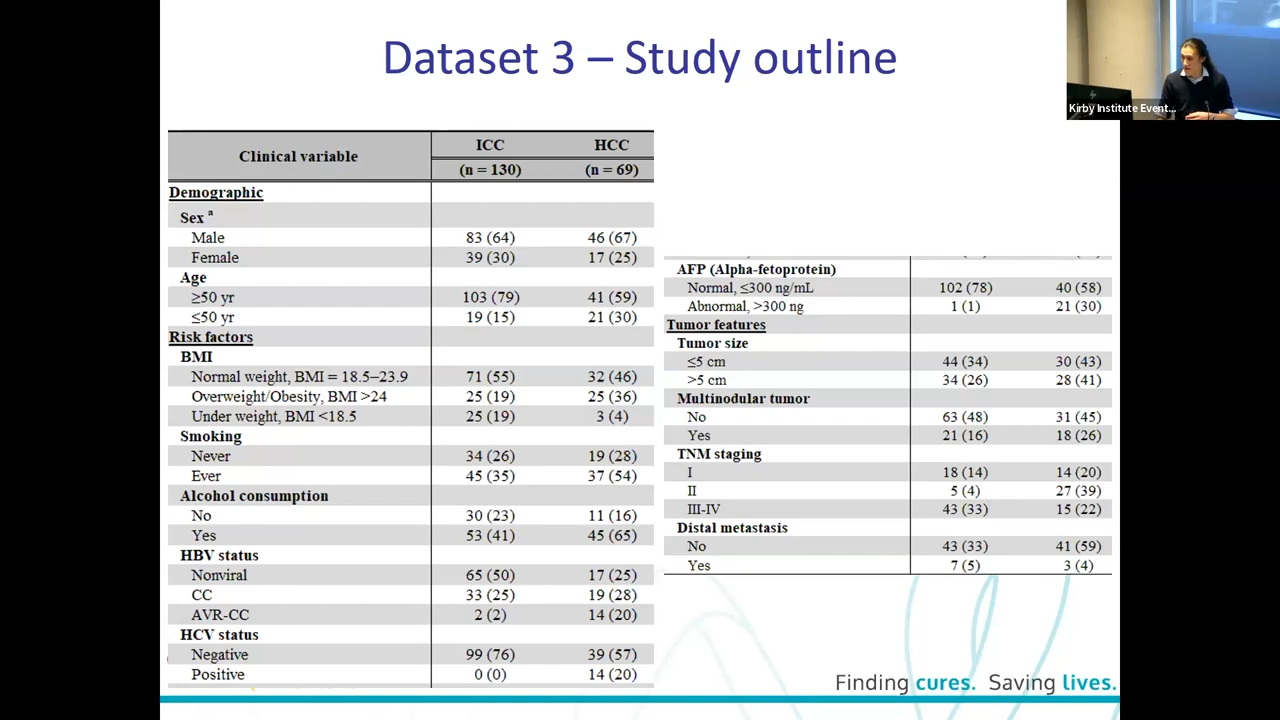 Dataset 3 – Study outline
Kirby Institute Event...
Clinical variable ICC HCC
(n = 130) (n = 69)
Demographic
Sex a
Male 83 (64) 46 (67)
Female 39 (30) 17 (25)
Age
≥50 yr 103 (79) 41 (59)
≤50 yr 19 (15) 21 (30)
Risk factors
BMI
Normal weight, BMI = 18.5–23.9 71 (55) 32 (46)
Overweight/Obesity, BMI >24 25 (19) 25 (36)
Under weight, BMI <18.5 25 (19) 3 (4)
Smoking
Never 34 (26) 19 (28)
Ever 45 (35) 37 (54)
Alcohol consumption
No 30 (23) 11 (16)
Yes 53 (41) 45 (65)
HBV status
Nonviral 65 (50) 17 (25)
CC 33 (25) 19 (28)
AVR-CC 2 (2) 14 (20)
HCV status
Negative 99 (76) 39 (57)
Positive 0 (0) 14 (20)
AFP (Alpha-fetoprotein)
Normal, ≤300 ng/mL 102 (78) 40 (58)
Abnormal, >300 ng 1 (1) 21 (30)
Tumor features
Tumor size
≤5 cm 44 (34) 30 (43)
>5 cm 34 (26) 28 (41)
Multinodular tumor
No 63 (48) 31 (45)
Yes 21 (16) 18 (26)
TNM staging
I 18 (14) 14 (20)
II 5 (4) 27 (39)
III-IV 43 (33) 15 (22)
Distal metastasis
No 43 (33) 41 (59)
Yes 7 (5) 3 (4)
Finding cures. Saving lives.